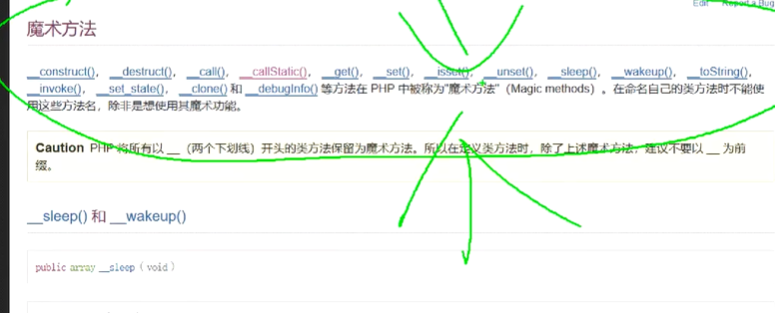 Edit Report a Bug
魔术方法
__construct(), __destruct(), __call(), __callStatic(), __get(), __set(), __isset(), __unset(), __sleep(), __wakeup(), __toString(),
__invoke(), __set_state(), __clone() 和 __debugInfo() 等方法在 PHP 中被称为"魔术方法"（Magic methods）。在命名自己的类方法时不能使
用这些方法名，除非是想使用其魔术功能。
Caution PHP 将所有以 __（两个下划线）开头的类方法保留为魔术方法。所以在定义类方法时，除了上述魔术方法，建议不要以 __ 为前
缀。
__sleep() 和 __wakeup()
public array __sleep ( void )